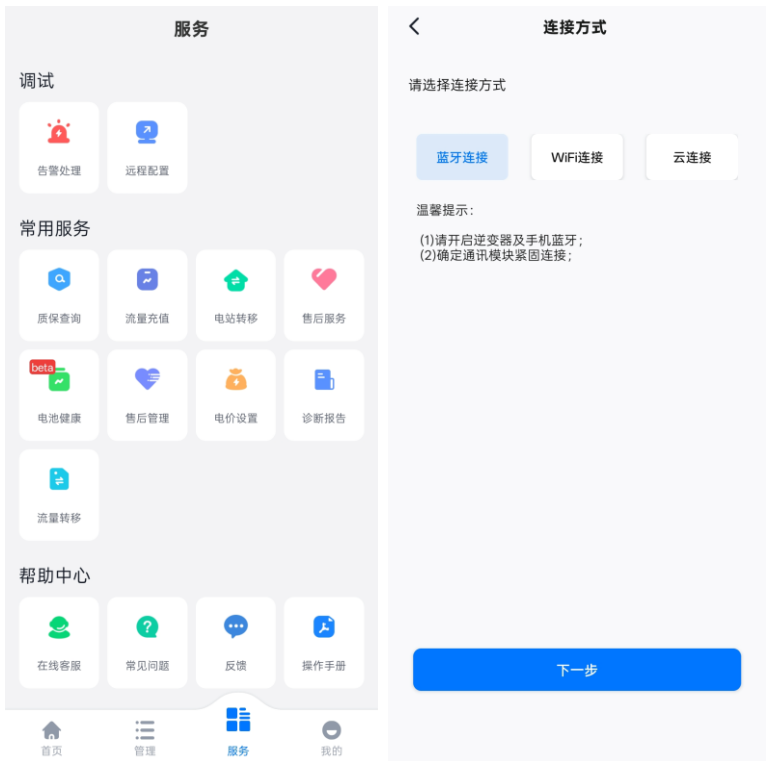 服务
调试
告警处理
远程配置
常用服务
质保查询
流量充值
电站转移
售后服务
beta
电池健康
售后管理
电价设置
诊断报告
流量转移
帮助中心
在线客服
常见问题
反馈
操作手册
首页
管理
服务
我的
连接方式
请选择连接方式
蓝牙连接
WiFi连接
云连接
温馨提示：
(1)请开启逆变器及手机蓝牙；
(2)确定通讯模块紧固连接；
下一步